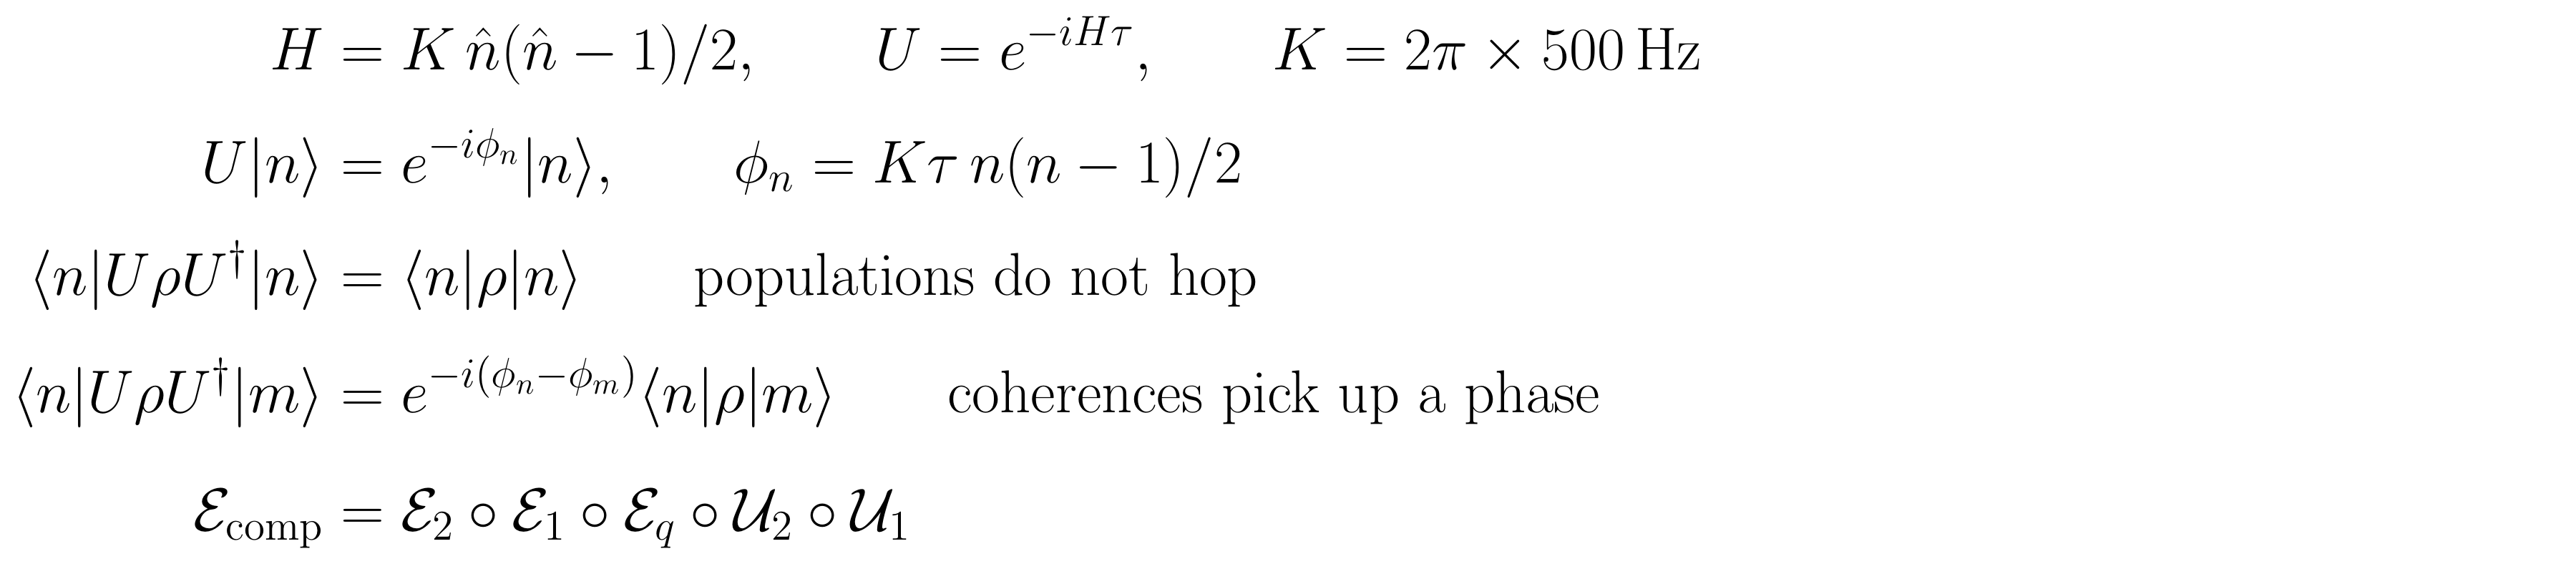 H = K n̂(n̂ − 1)/2, U = e^{−iHτ}, K = 2π × 500 Hz
U|n⟩ = e^{−iϕ_n}|n⟩, ϕ_n = Kτ n(n − 1)/2
⟨n|UρU^†|n⟩ = ⟨n|ρ|n⟩ populations do not hop
⟨n|UρU^†|m⟩ = e^{−i(ϕ_n−ϕ_m)}⟨n|ρ|m⟩ coherences pick up a phase
ℰ_comp = ℰ_2 ∘ ℰ_1 ∘ ℰ_q ∘ 𝒰_2 ∘ 𝒰_1